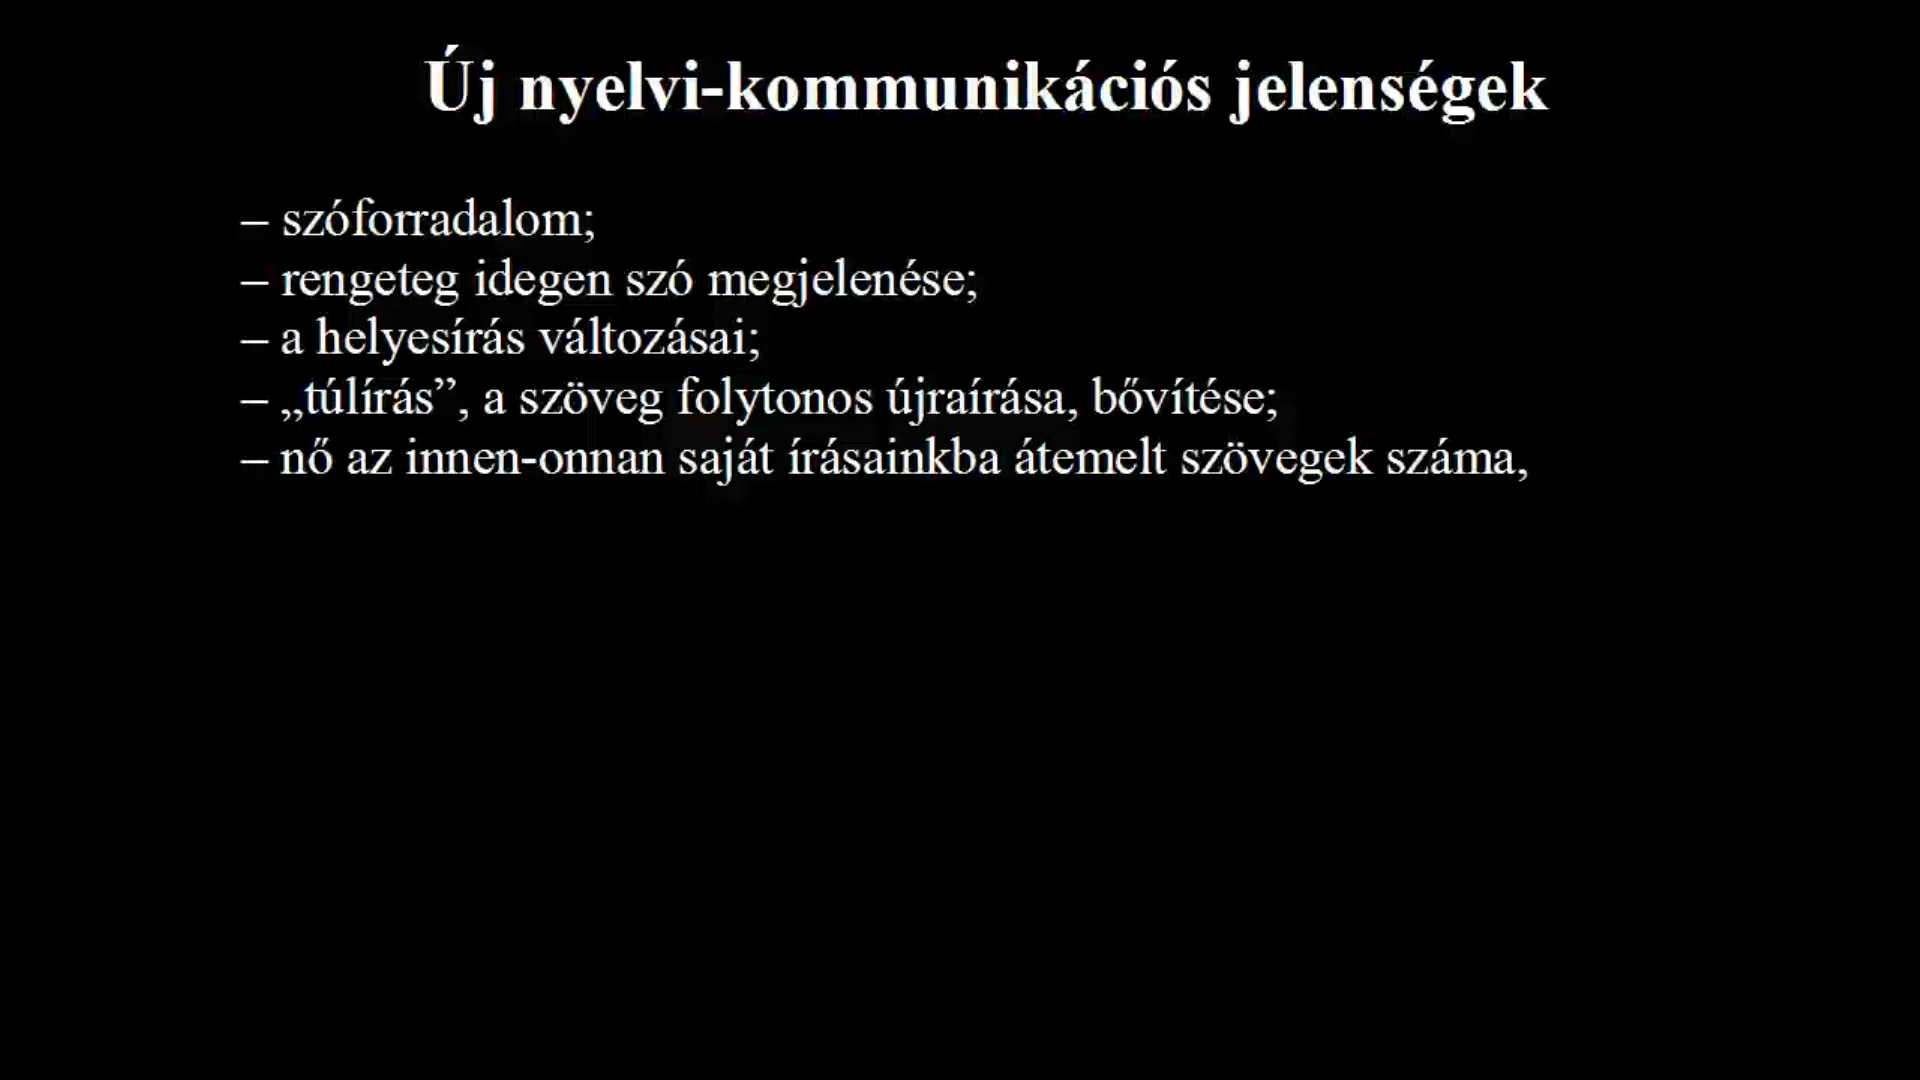 Új nyelvi-kommunikációs jelenségek
– szóforradalom;
– rengeteg idegen szó megjelenése;
– a helyesírás változásai;
– „túlírás”, a szöveg folytonos újraírása, bővítése;
– nő az innen-onnan saját írásainkba átemelt szövegek száma,